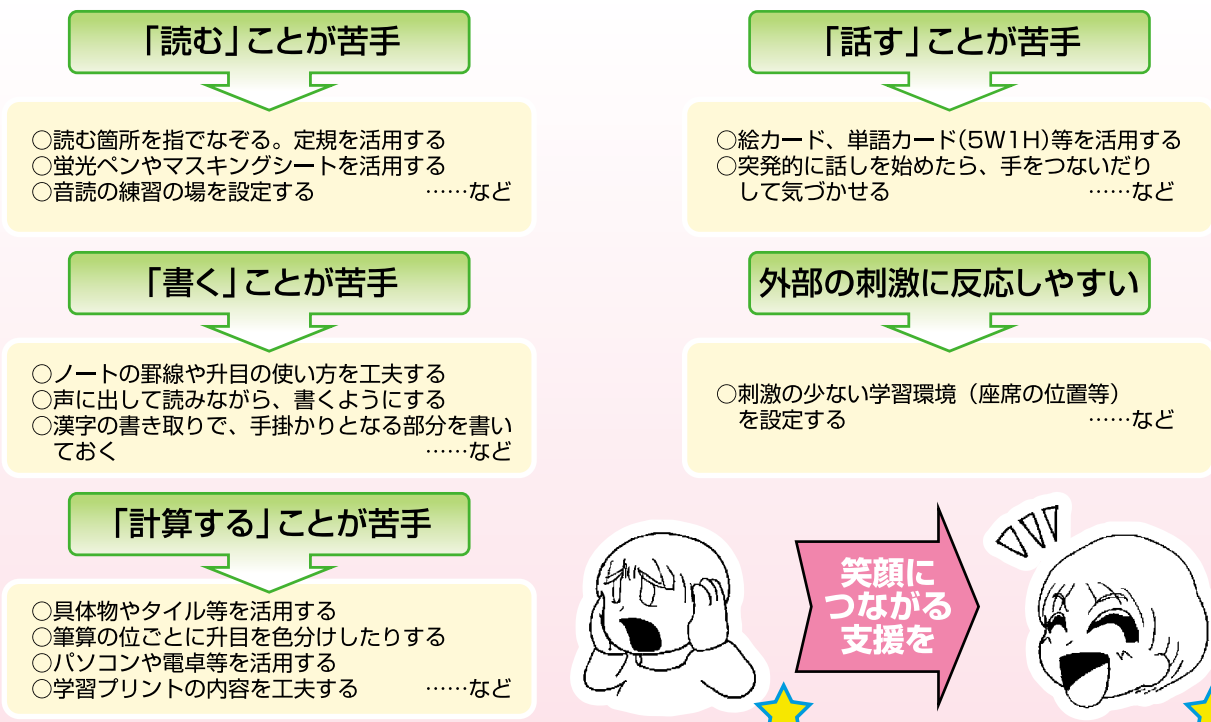 「読む」ことが苦手
○読む箇所を指でなぞる。定規を活用する
○蛍光ペンやマスキングシートを活用する
○音読の練習の場を設定する ……など
「書く」ことが苦手
○ノートの罫線や升目の使い方を工夫する
○声に出して読みながら、書くようにする
○漢字の書き取りで、手掛かりとなる部分を書い
ておく ……など
「計算する」ことが苦手
○具体物やタイル等を活用する
○筆算の位ごとに升目を色分けしたりする
○パソコンや電卓等を活用する
○学習プリントの内容を工夫する ……など
「話す」ことが苦手
○絵カード、単語カード(5W1H)等を活用する
○突発的に話しを始めたら、手をつないだり
して気づかせる ……など
外部の刺激に反応しやすい
○刺激の少ない学習環境（座席の位置等）
を設定する ……など
笑顔に
つながる
支援を